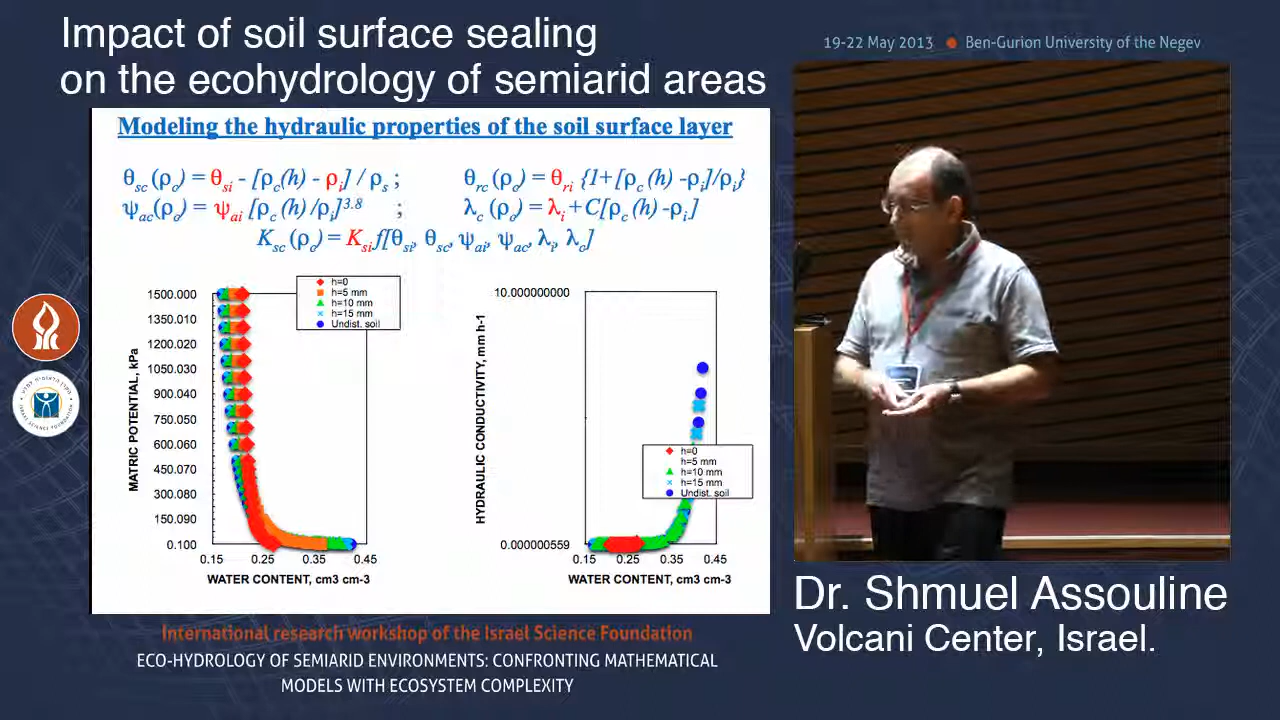 Impact of soil surface sealing
on the ecohydrology of semiarid areas
19-22 May 2013 ● Ben-Gurion University of the Negev
Modeling the hydraulic properties of the soil surface layer
θsc (ρc) = θsi - [ρc(h) - ρi] / ρs ; θrc (ρc) = θri {1+[ρc (h) -ρi]/ρi}
ψac(ρc) = ψai [ρc(h)/ρi]^3.8 ; λc (ρc) = λi + C[ρc (h) -ρi]
Ksc (ρc) = Ksi f[θsi, θsc, ψai, ψac, λi, λc]
h=0
h=5 mm
h=10 mm
h=15 mm
Undist. soil
MATRIC POTENTIAL, kPa
1500.000
1350.010
1200.020
1050.030
900.040
750.050
600.060
450.070
300.080
150.090
0.100
0.15 0.25 0.35 0.45
WATER CONTENT, cm3 cm-3
HYDRAULIC CONDUCTIVITY, mm h-1
10.000000000
0.000000559
h=0
h=5 mm
h=10 mm
h=15 mm
Undist. soil
0.15 0.25 0.35 0.45
WATER CONTENT, cm3 cm-3
Dr. Shmuel Assouline
Volcani Center, Israel.
International research workshop of the Israel Science Foundation
ECO-HYDROLOGY OF SEMIARID ENVIRONMENTS: CONFRONTING MATHEMATICAL
MODELS WITH ECOSYSTEM COMPLEXITY